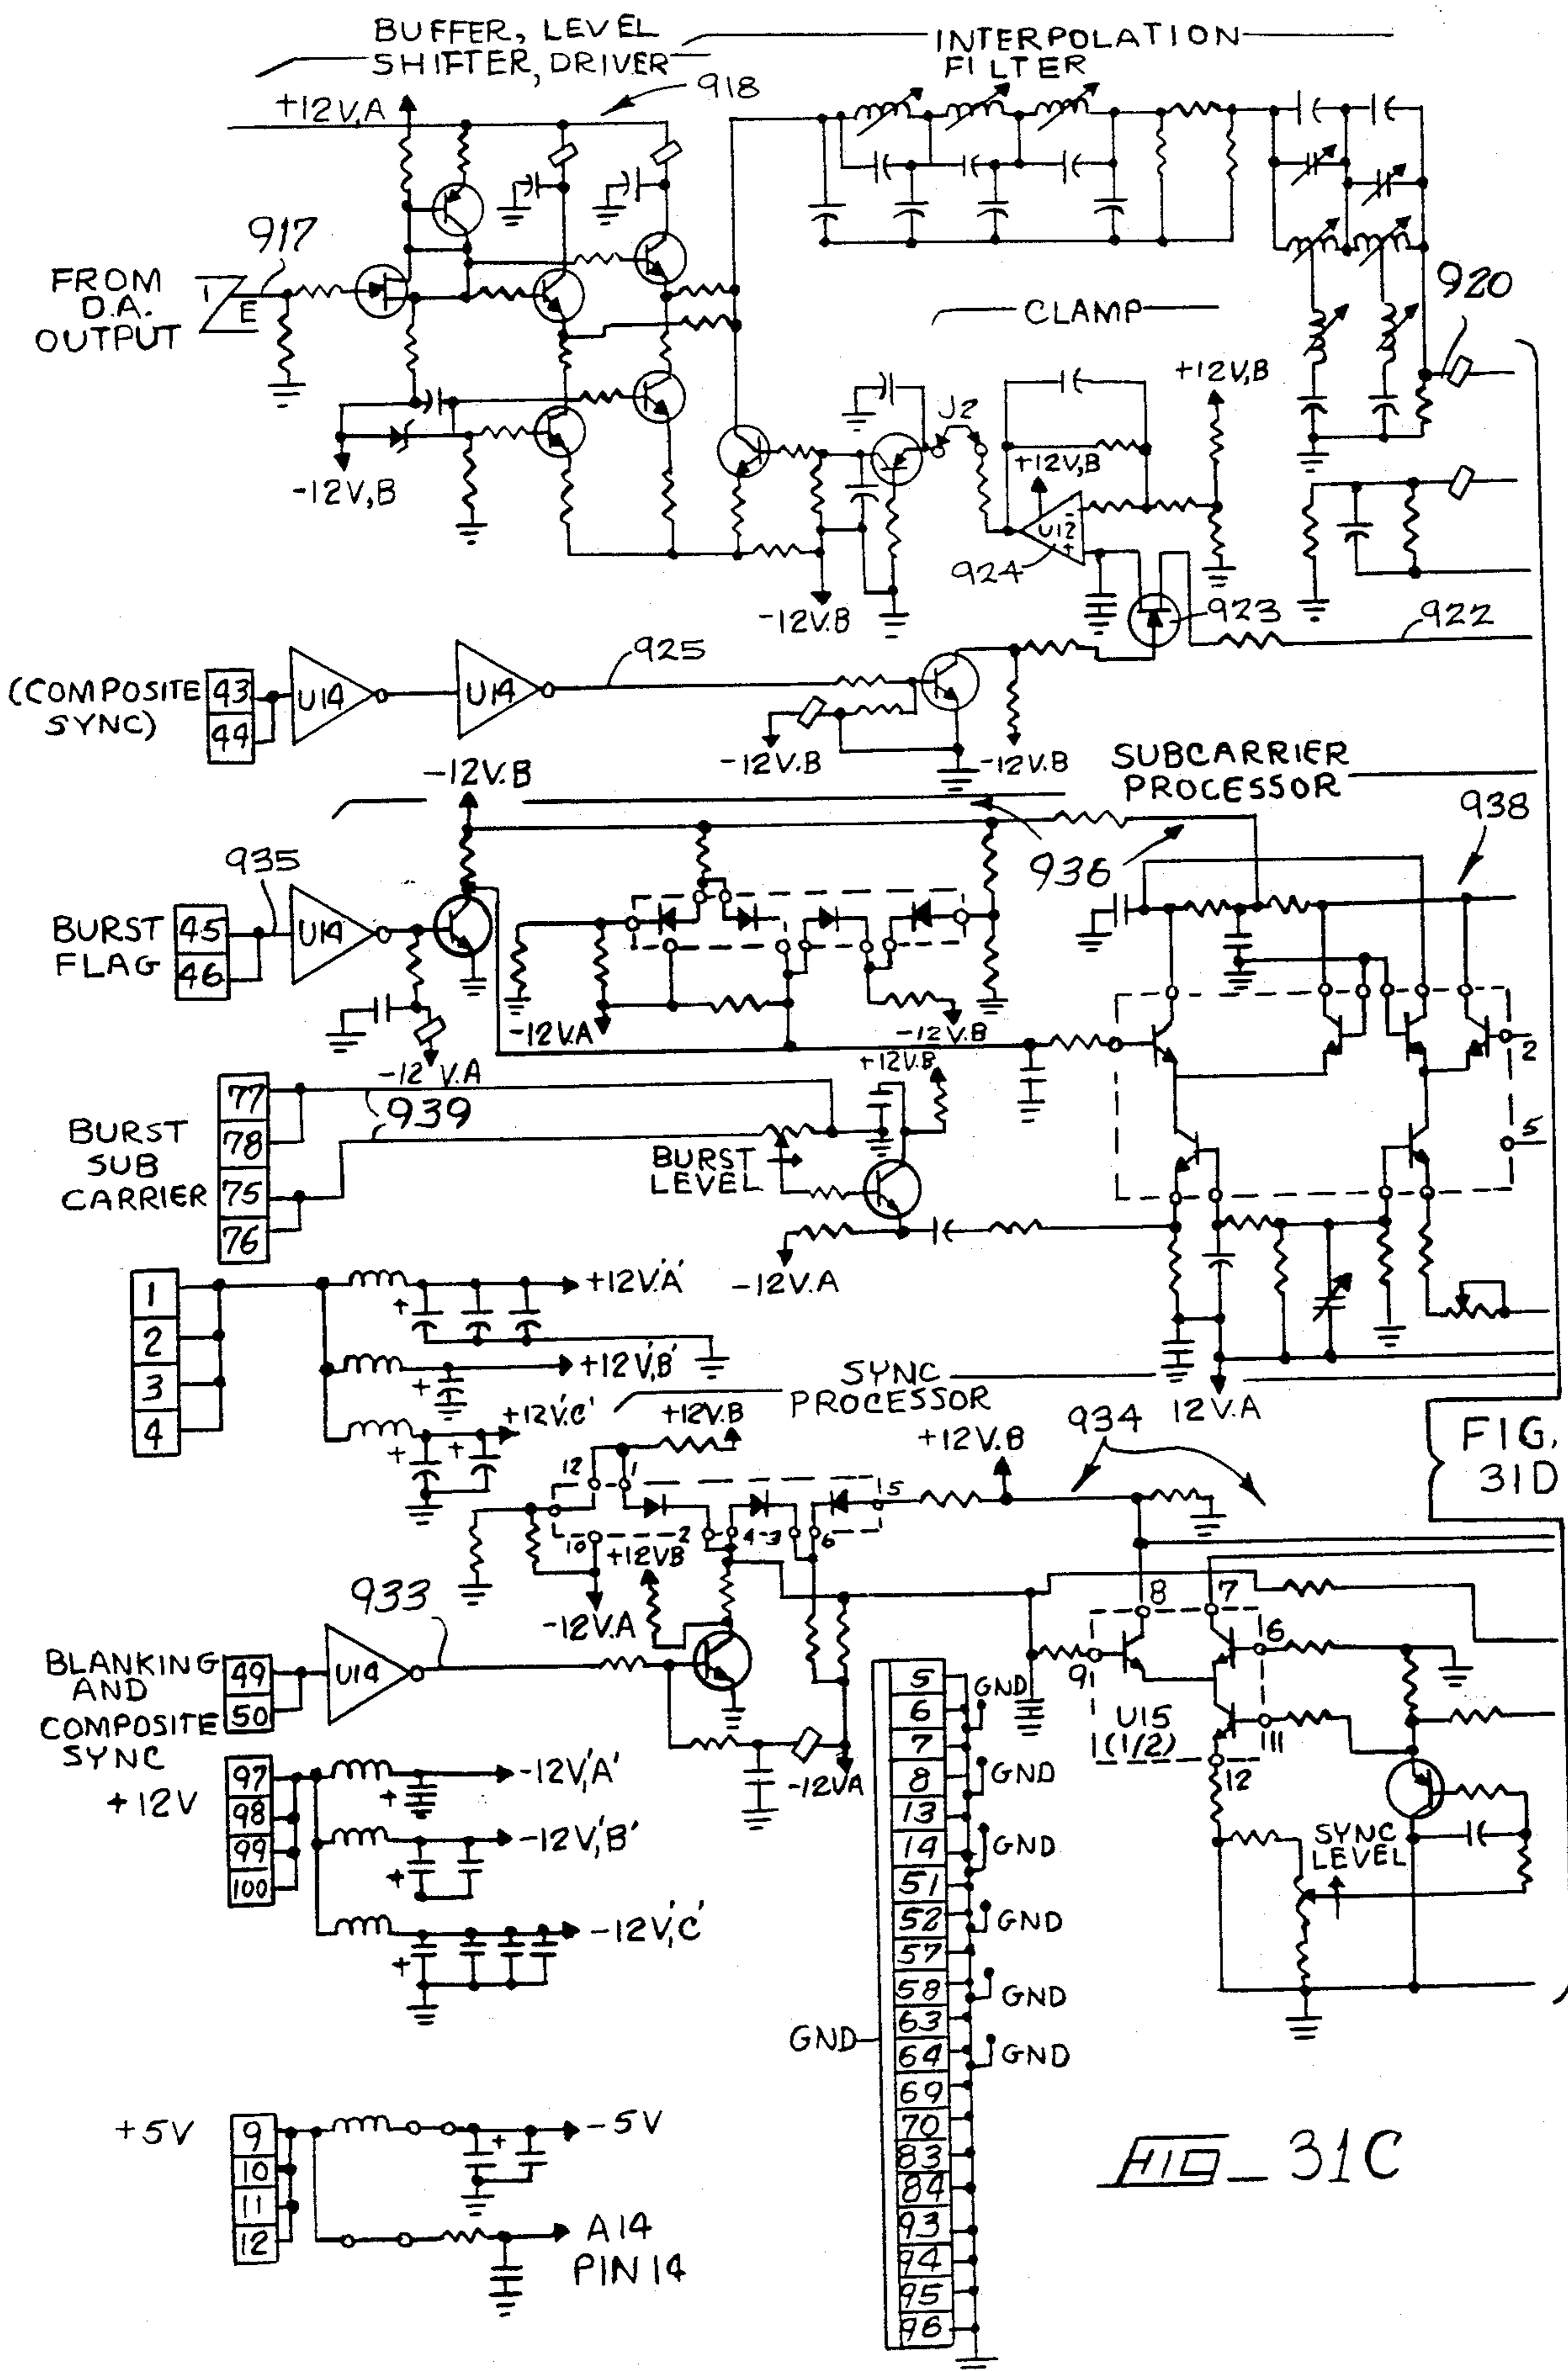 BUFFER, LEVEL
SHIFTER, DRIVER
INTERPOLATION
FILTER
918
+12V,A
917
FROM
D.A.
OUTPUT
I
E
-12V,B
CLAMP
920
J2
+12V,B
+12V,B
U12
-
+
924
-12V.B
923
922
(COMPOSITE
SYNC)
43
44
U14
U14
925
-12V.B
-12V.B
SUBCARRIER
PROCESSOR
-12V.B
936
938
935
BURST
FLAG
45
46
U14
-12V.A
-12V.A
-12V.B
2
5
BURST
SUB
CARRIER
77
78
75
76
939
+12V.B
BURST
LEVEL
-12V.A
1
2
3
4
+
+12V.'A'
+
+12V,'B'
+
+
+12V.'C'
12V.A
SYNC
PROCESSOR
+12V.B
+12V.B
934
FIG.
31D
12
1
15
10
2
4-3
6
+12VB
-12V.A
933
BLANKING
AND
COMPOSITE
SYNC
49
50
U14
-12VA
8
7
9
6
U15
(1/2)
11
12
SYNC
LEVEL
+12V
97
98
99
100
+
-12V,'A'
+
-12V,'B'
+
-12V,'C'
GND
5
6
7
8
13
14
51
52
57
58
63
64
69
70
83
84
93
94
95
96
GND
GND
GND
GND
GND
GND
+5V
9
10
11
12
+
-5V
A14
PIN 14
FIG_31C